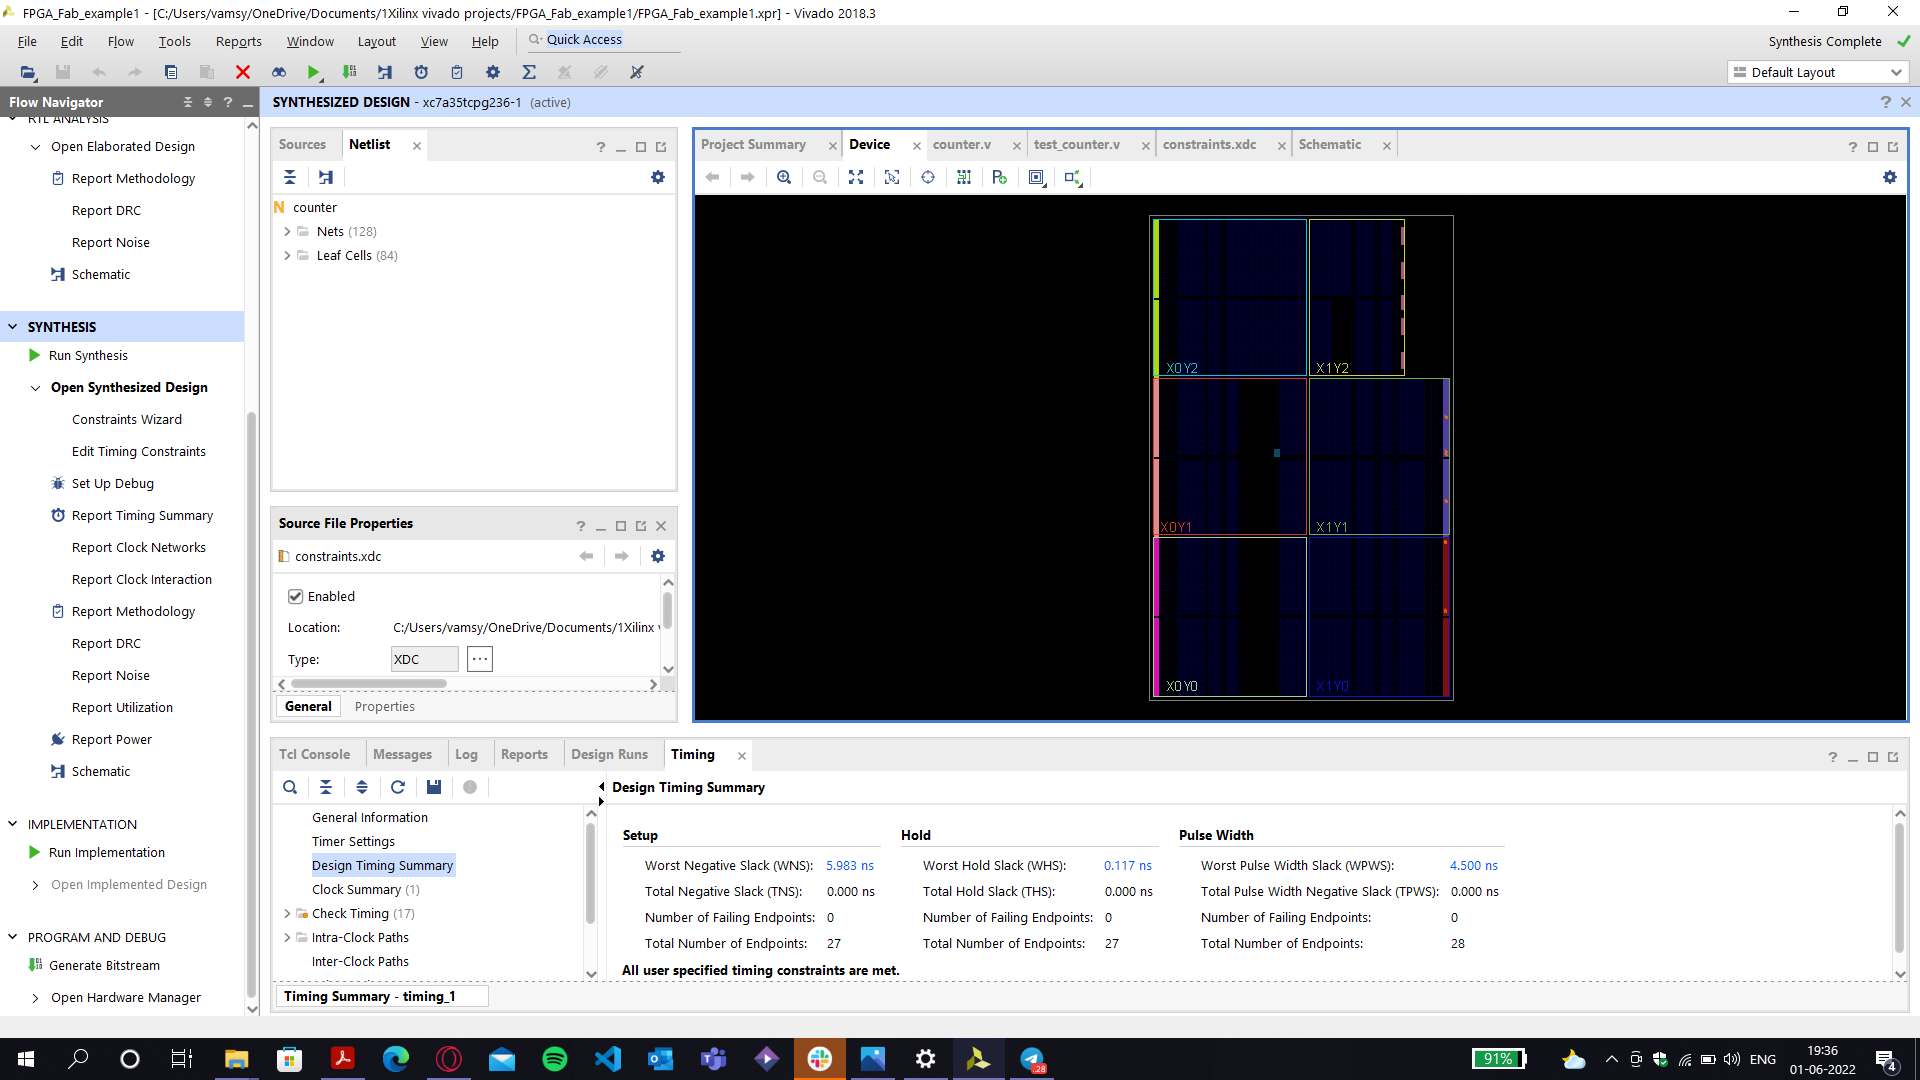 FPGA_Fab_example1 - [C:/Users/vamsy/OneDrive/Documents/1Xilinx vivado projects/FPGA_Fab_example1/FPGA_Fab_example1.xpr] - Vivado 2018.3
File Edit Flow Tools Reports Window Layout View Help Quick Access
Synthesis Complete
Default Layout
Flow Navigator
SYNTHESIZED DESIGN - xc7a35tcpg236-1 (active)
RTL ANALYSIS
Open Elaborated Design
Report Methodology
Report DRC
Report Noise
Schematic
SYNTHESIS
Run Synthesis
Open Synthesized Design
Constraints Wizard
Edit Timing Constraints
Set Up Debug
Report Timing Summary
Report Clock Networks
Report Clock Interaction
Report Methodology
Report DRC
Report Noise
Report Utilization
Report Power
Schematic
IMPLEMENTATION
Run Implementation
Open Implemented Design
PROGRAM AND DEBUG
Generate Bitstream
Open Hardware Manager
Sources Netlist
N counter
Nets (128)
Leaf Cells (84)
Source File Properties
constraints.xdc
Enabled
Location: C:/Users/vamsy/OneDrive/Documents/1Xilinx
Type: XDC
General Properties
Project Summary Device counter.v test_counter.v constraints.xdc Schematic
X0Y2 X1Y2
X0Y1 X1Y1
X0Y0 X1Y0
Tcl Console Messages Log Reports Design Runs Timing
General Information
Timer Settings
Design Timing Summary
Clock Summary (1)
Check Timing (17)
Intra-Clock Paths
Inter-Clock Paths
Timing Summary - timing_1
Design Timing Summary
Setup Hold Pulse Width
Worst Negative Slack (WNS): 5.983 ns Worst Hold Slack (WHS): 0.117 ns Worst Pulse Width Slack (WPWS): 4.500 ns
Total Negative Slack (TNS): 0.000 ns Total Hold Slack (THS): 0.000 ns Total Pulse Width Negative Slack (TPWS): 0.000 ns
Number of Failing Endpoints: 0 Number of Failing Endpoints: 0 Number of Failing Endpoints: 0
Total Number of Endpoints: 27 Total Number of Endpoints: 27 Total Number of Endpoints: 28
All user specified timing constraints are met.
91%
ENG
19:36
01-06-2022
28
4